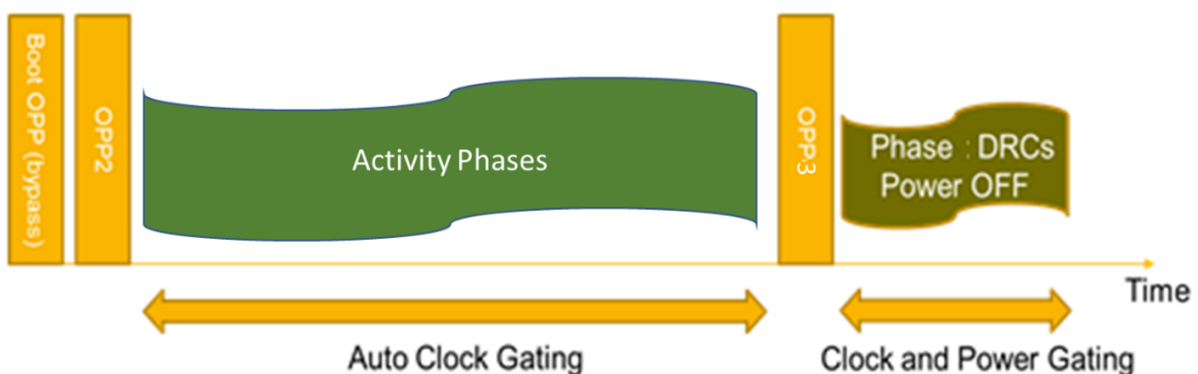 Boot OPP (bypass)
OPP2
Activity Phases
OPP3
Phase : DRCs
Power OFF
Time
Auto Clock Gating
Clock and Power Gating